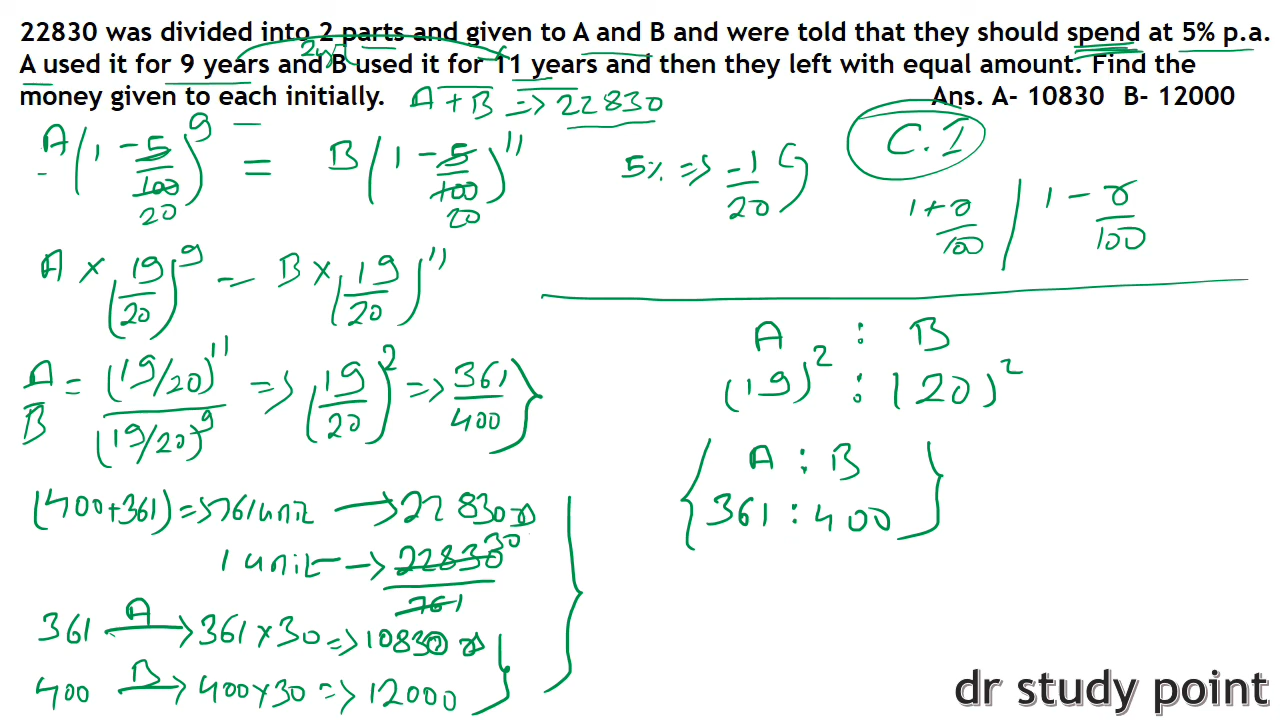 22830 was divided into 2 parts and given to A and B and were told that they should spend at 5% p.a.
2yr
A used it for 9 years and B used it for 11 years and then they left with equal amount. Find the
money given to each initially. A+B => 22830 Ans. A- 10830 B- 12000
A(1 - 5/100)^9 = B(1 - 5/100)^11
20 20
5% => -1/20
C.I
1+r/100 | 1-r/100
A × (19/20)^9 = B × (19/20)^11
A/B = (19/20)^11/(19/20)^9 => (19/20)^2 => 361/400
A : B
(19)^2 : (20)^2
A : B
361 : 400
(400+361) => 761 unit → 22830
1 unit → 22830/761 30
361 A → 361×30 => 10830
400 B → 400×30 => 12000
dr study point